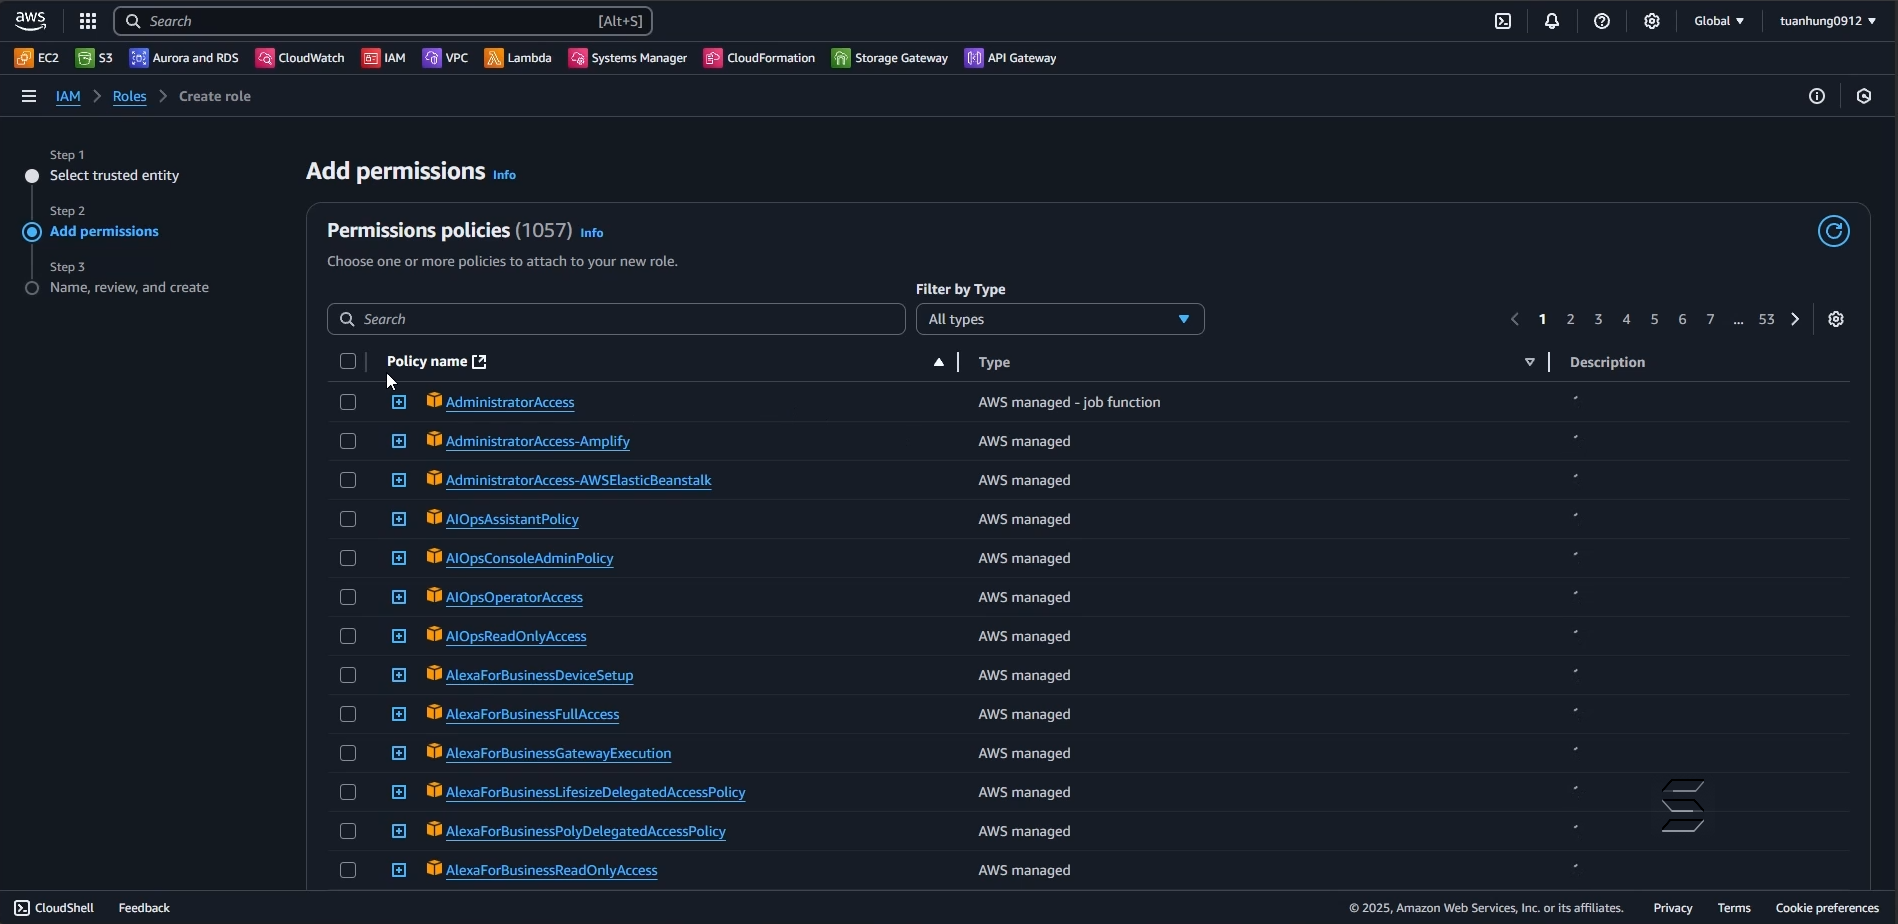 aws Search [Alt+S] Global tuanhung0912
EC2 S3 Aurora and RDS CloudWatch IAM VPC Lambda Systems Manager CloudFormation Storage Gateway API Gateway
IAM Roles Create role
Step 1
Select trusted entity
Step 2
Add permissions
Step 3
Name, review, and create
Add permissions Info
Permissions policies (1057) Info
Choose one or more policies to attach to your new role.
Filter by Type
Search All types 1 2 3 4 5 6 7 ... 53
Policy name Type Description
AdministratorAccess AWS managed - job function -
AdministratorAccess-Amplify AWS managed -
AdministratorAccess-AWSElasticBeanstalk AWS managed -
AIOpsAssistantPolicy AWS managed -
AIOpsConsoleAdminPolicy AWS managed -
AIOpsOperatorAccess AWS managed -
AIOpsReadOnlyAccess AWS managed -
AlexaForBusinessDeviceSetup AWS managed -
AlexaForBusinessFullAccess AWS managed -
AlexaForBusinessGatewayExecution AWS managed -
AlexaForBusinessLifesizeDelegatedAccessPolicy AWS managed -
AlexaForBusinessPolyDelegatedAccessPolicy AWS managed -
AlexaForBusinessReadOnlyAccess AWS managed -
CloudShell Feedback © 2025, Amazon Web Services, Inc. or its affiliates. Privacy Terms Cookie preferences